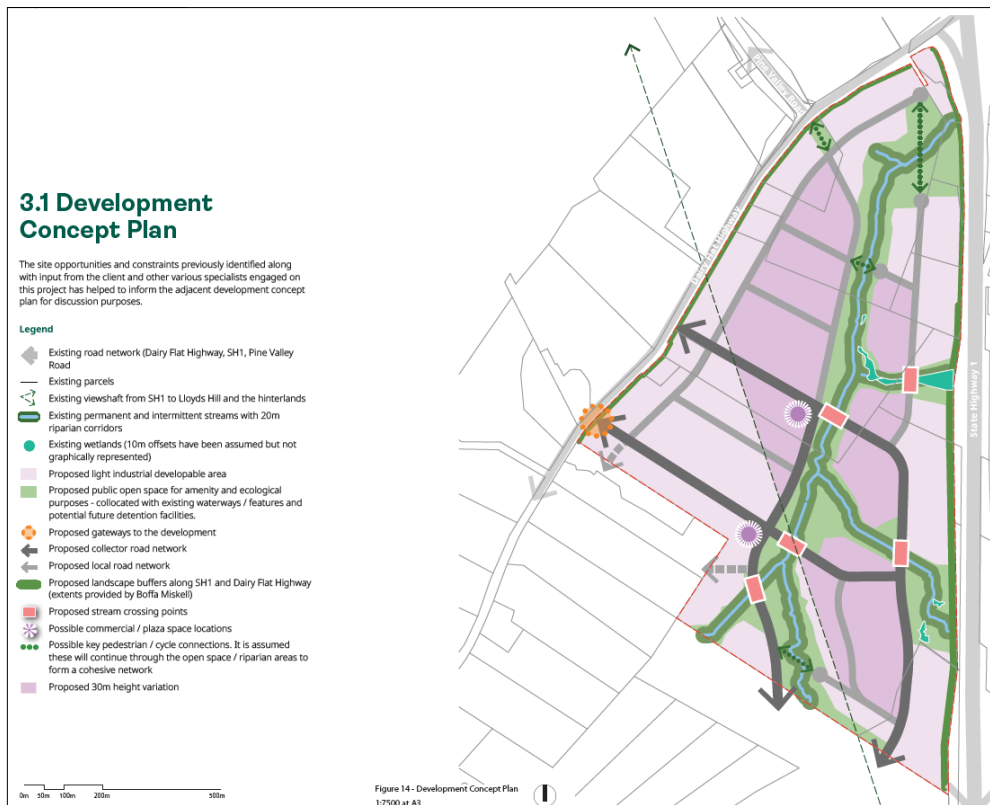 3.1 Development
Concept Plan
The site opportunities and constraints previously identified along
with input from the client and other various specialists engaged on
this project has helped to inform the adjacent development concept
plan for discussion purposes.
Legend
Existing road network (Dairy Flat Highway, SH1, Pine Valley
Road
Existing parcels
Existing viewshaft from SH1 to Lloyds Hill and the hinterlands
Existing permanent and intermittent streams with 20m
riparian corridors
Existing wetlands (10m offsets have been assumed but not
graphically represented)
Proposed light industrial developable area
Proposed public open space for amenity and ecological
purposes - collocated with existing waterways / features and
potential future detention facilities.
Proposed gateways to the development
Proposed collector road network
Proposed local road network
Proposed landscape buffers along SH1 and Dairy Flat Highway
(extents provided by Boffa Miskell)
Proposed stream crossing points
Possible commercial / plaza space locations
Possible key pedestrian / cycle connections. It is assumed
these will continue through the open space / riparian areas to
form a cohesive network
Proposed 30m height variation
0m 50m 100m 200m 500m
Figure 14 - Development Concept Plan
1:7500 at A3
Pine Valley Road
Dairy Flat Highway
State Highway 1